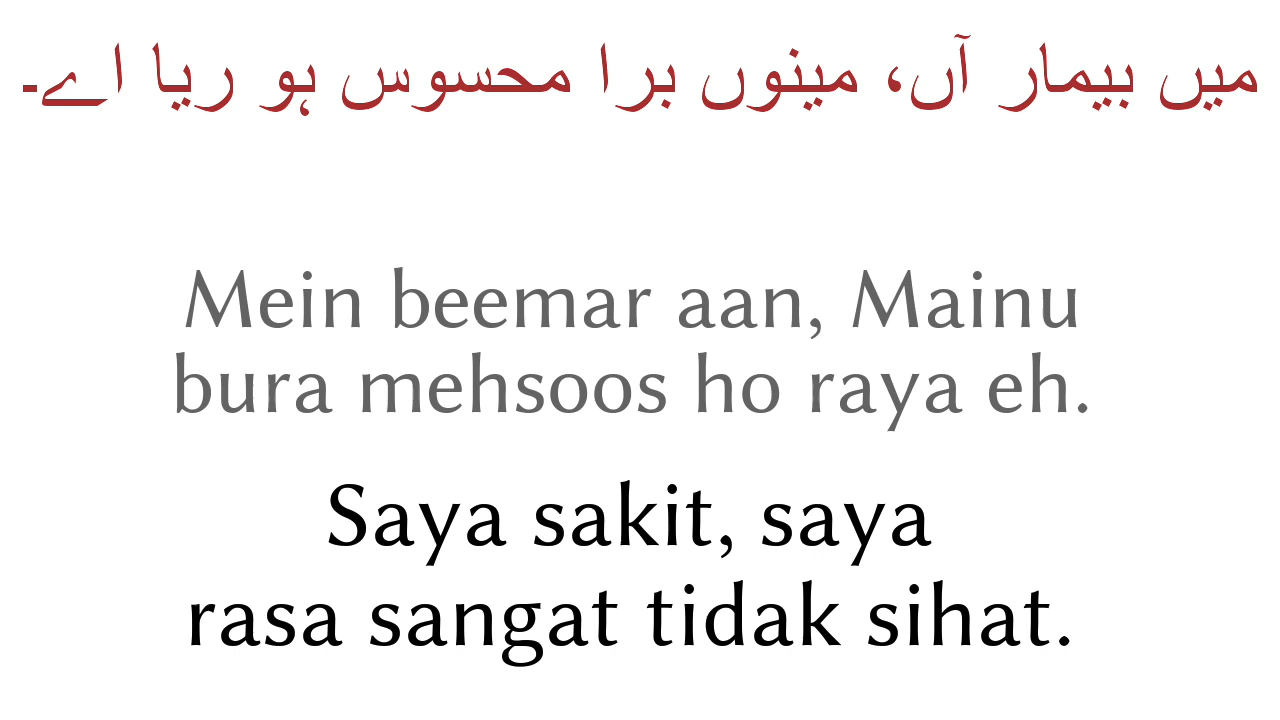 میں بیمار آں، مینوں برا محسوس ہو ریا اے۔
Mein beemar aan, Mainu
bura mehsoos ho raya eh.
Saya sakit, saya
rasa sangat tidak sihat.